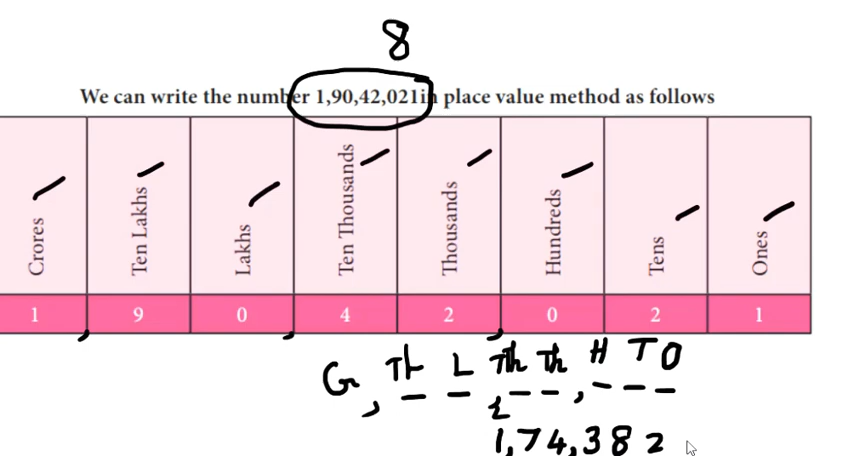 8
We can write the number 1,90,42,021in place value method as follows
Crores Ten Lakhs Lakhs Ten Thousands Thousands Hundreds Tens Ones
1 9 0 4 2 0 2 1
, , ,
Cr, TL L TTh Th H T O
1,74,382